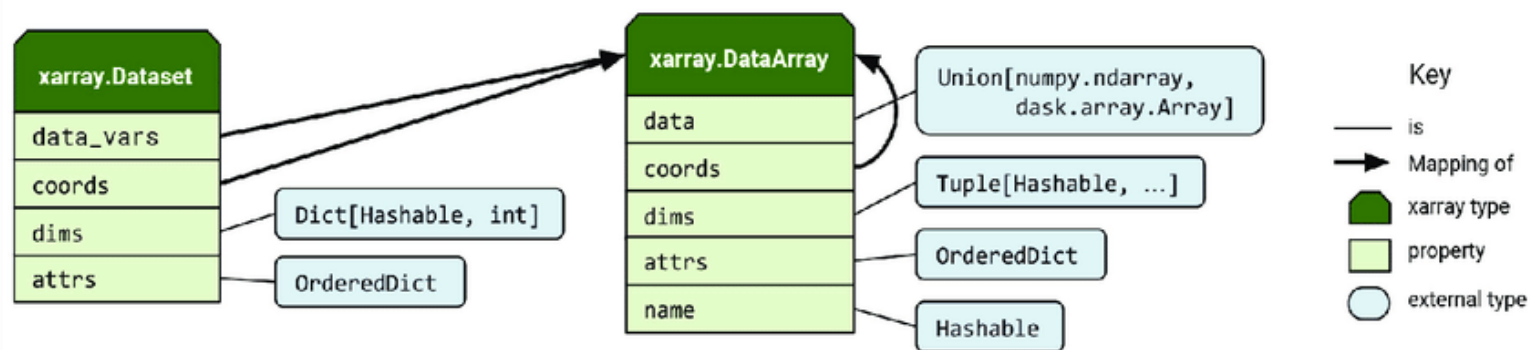 xarray.Dataset
data_vars
coords
dims
attrs
Dict[Hashable, int]
OrderedDict
xarray.DataArray
data
coords
dims
attrs
name
Union[numpy.ndarray,
dask.array.Array]
Tuple[Hashable, …]
OrderedDict
Hashable
Key
is
Mapping of
xarray type
property
external type